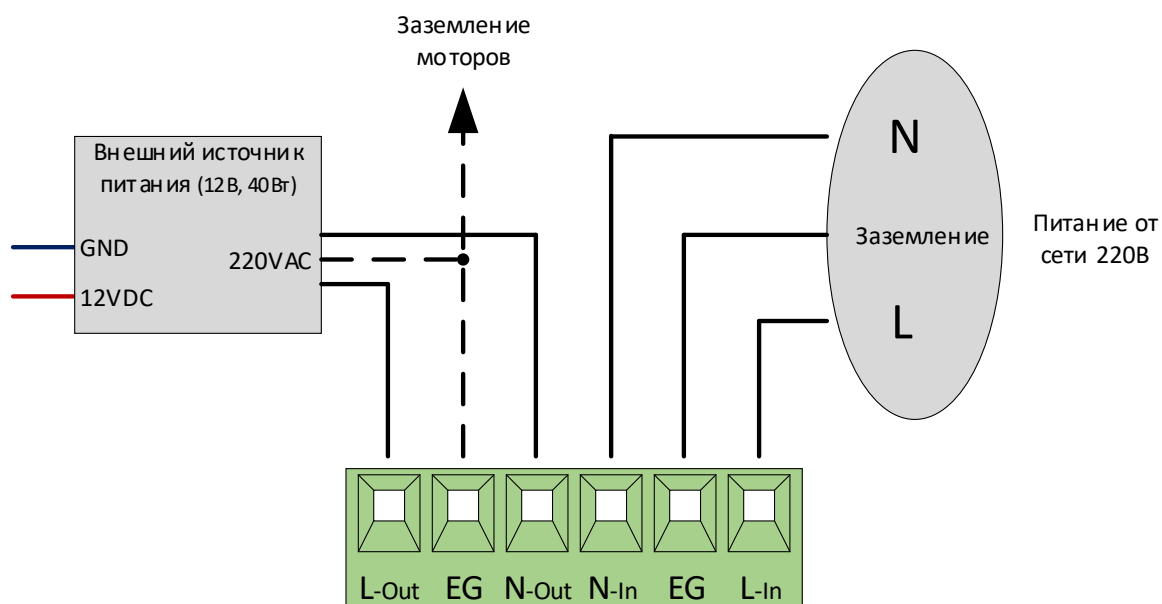 Заземление
моторов
Внешний источник
питания (12В, 40Вт)
GND
220VAC
12VDC
N
Заземление
L
Питание от
сети 220В
L-Out EG N-Out N-In EG L-In